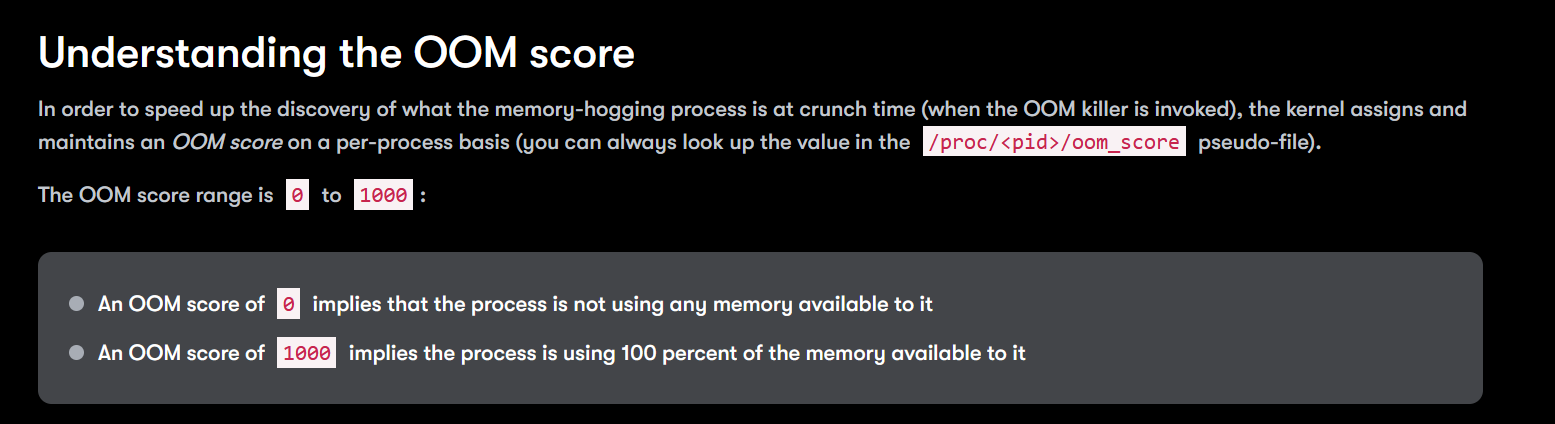 Understanding the OOM score
In order to speed up the discovery of what the memory-hogging process is at crunch time (when the OOM killer is invoked), the kernel assigns and
maintains an OOM score on a per-process basis (you can always look up the value in the /proc/<pid>/oom_score pseudo-file).
The OOM score range is 0 to 1000 :
An OOM score of 0 implies that the process is not using any memory available to it
An OOM score of 1000 implies the process is using 100 percent of the memory available to it